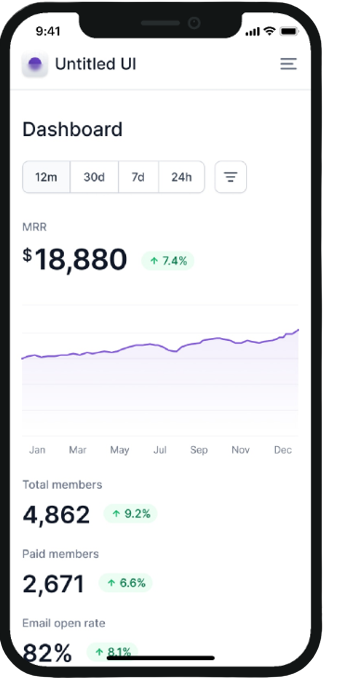 9:41
Untitled UI
Dashboard
12m 30d 7d 24h
MRR
$18,880 ↑ 7.4%
Jan Mar May Jul Sep Nov Dec
Total members
4,862 ↑ 9.2%
Paid members
2,671 ↑ 6.6%
Email open rate
82% ↑ 8.1%